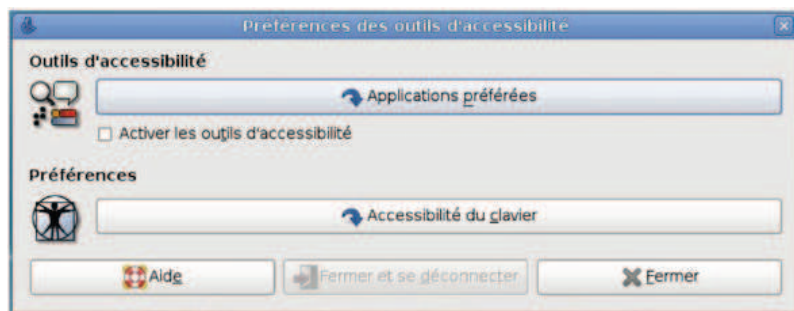 Préférences des outils d'accessibilité
Outils d'accessibilité
Applications préférées
Activer les outils d'accessibilité
Préférences
Accessibilité du clavier
Aide
Fermer et se déconnecter
Fermer